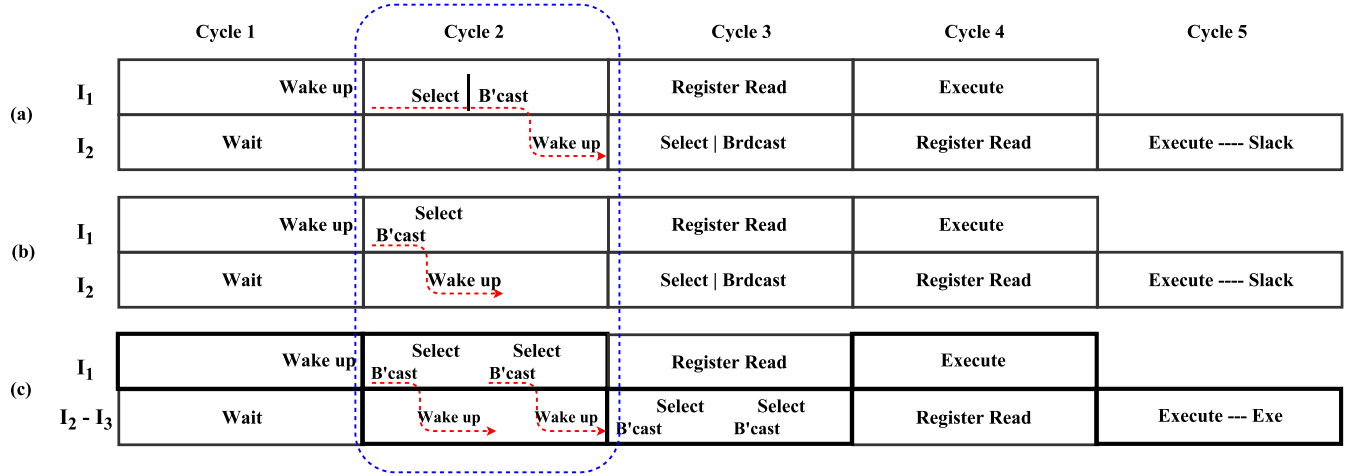 Cycle 1 Cycle 2 Cycle 3 Cycle 4 Cycle 5
(a)
I1 Wake up Select | B'cast Register Read Execute
I2 Wait Wake up Select | Brdcast Register Read Execute ---- Slack
(b)
I1 Wake up Select Register Read Execute
B'cast
I2 Wait Wake up Select | Brdcast Register Read Execute ---- Slack
(c)
I1 Wake up Select Select Register Read Execute
B'cast B'cast
I2 - I3 Wait Wake up Wake up Select Select Register Read Execute --- Exe
B'cast B'cast